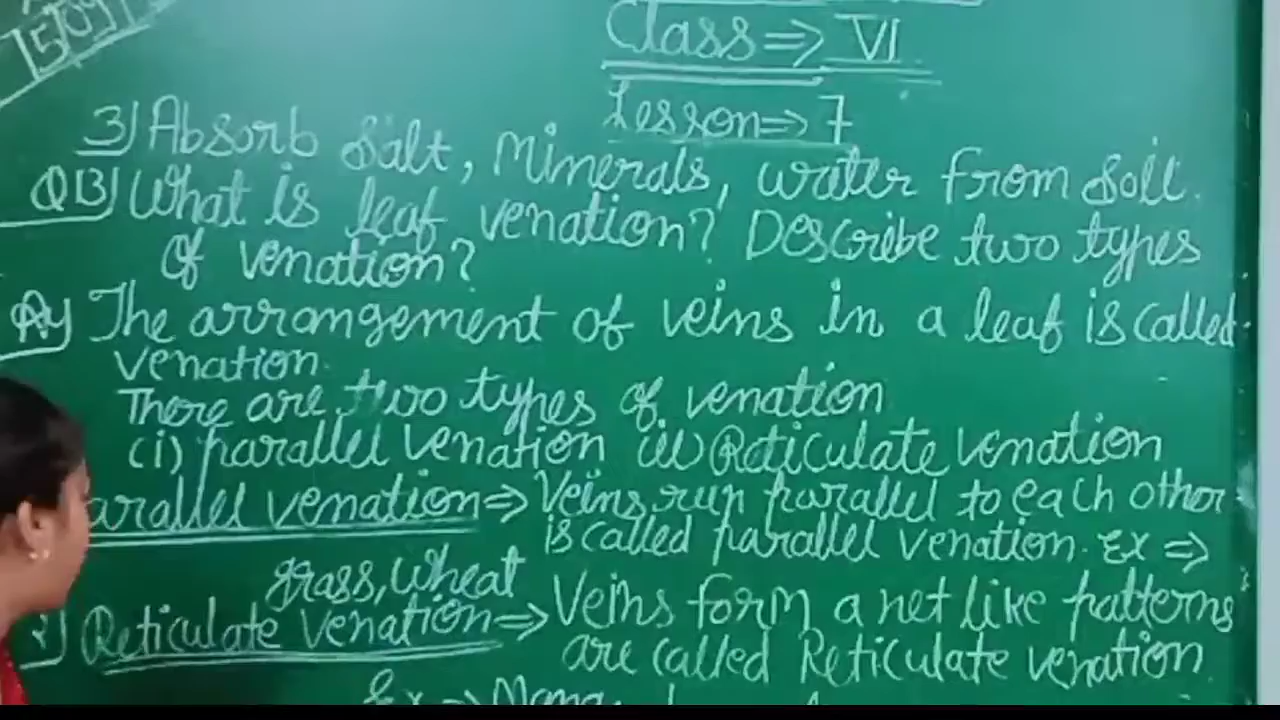 Class ⇒ VI
Lesson ⇒ 7
3) Absorb salt, Minerals, water from soil.
Q13) What is leaf venation? Describe two types
of venation?
A) The arrangement of veins in a leaf is called
venation.
There are two types of venation
(i) parallel venation ii) Reticulate venation
arallel venation ⇒ Veins run parallel to each other
is called parallel venation. Ex ⇒
grass, Wheat
Reticulate Venation ⇒ Veins form a net like patterns
are called Reticulate venation.
Ex ⇒